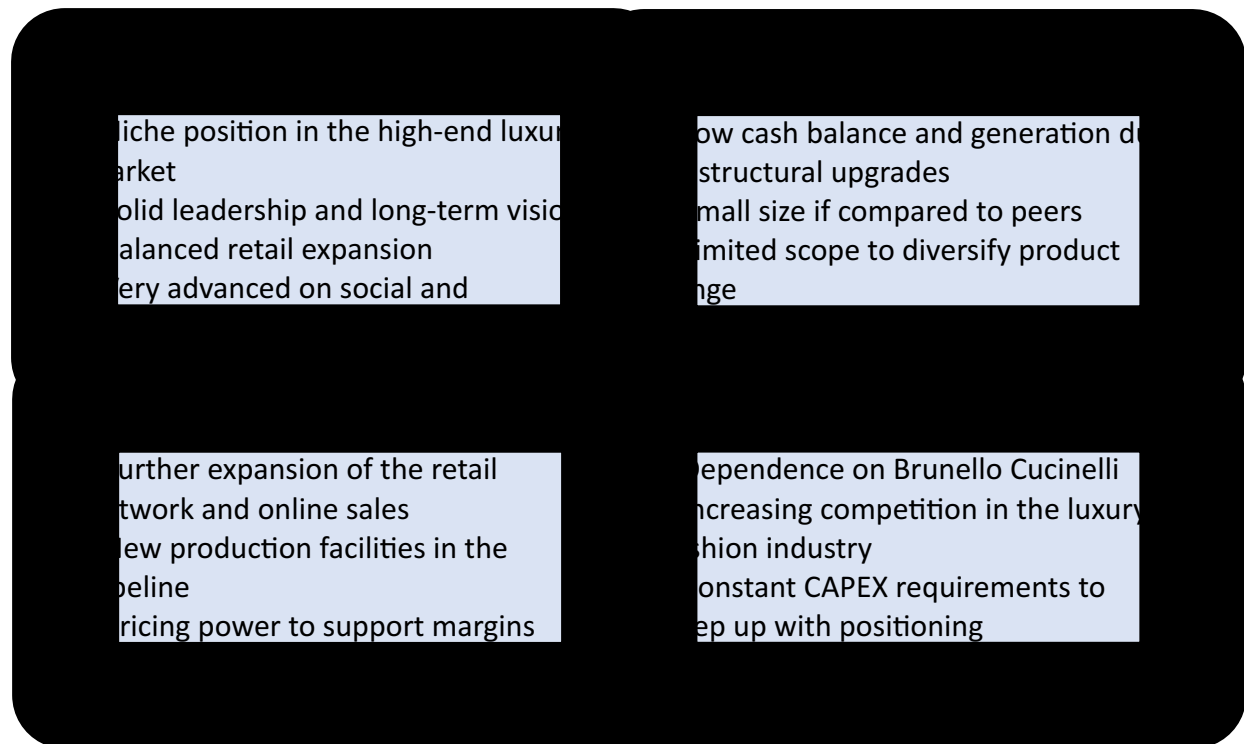 iche position in the high-end luxur
arket
olid leadership and long-term visio
alanced retail expansion
ery advanced on social and
ow cash balance and generation du
structural upgrades
mall size if compared to peers
imited scope to diversify product
nge
urther expansion of the retail
twork and online sales
ew production facilities in the
peline
ricing power to support margins
ependence on Brunello Cucinelli
ncreasing competition in the luxury
shion industry
onstant CAPEX requirements to
ep up with positioning